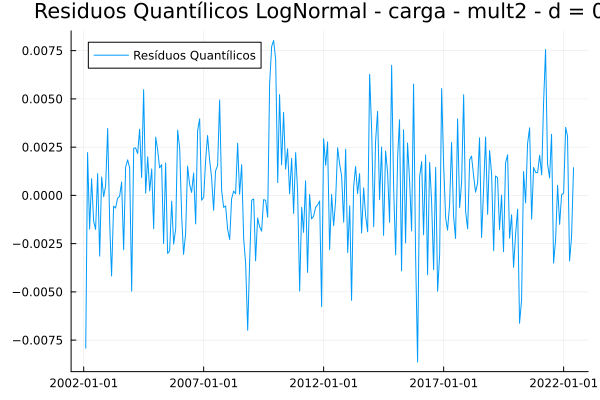 Residuos Quantílicos LogNormal - carga - mult2 - d = 0
Resíduos Quantílicos
0.0075
0.0050
0.0025
0.0000
−0.0025
−0.0050
−0.0075
2002-01-01 2007-01-01 2012-01-01 2017-01-01 2022-01-01